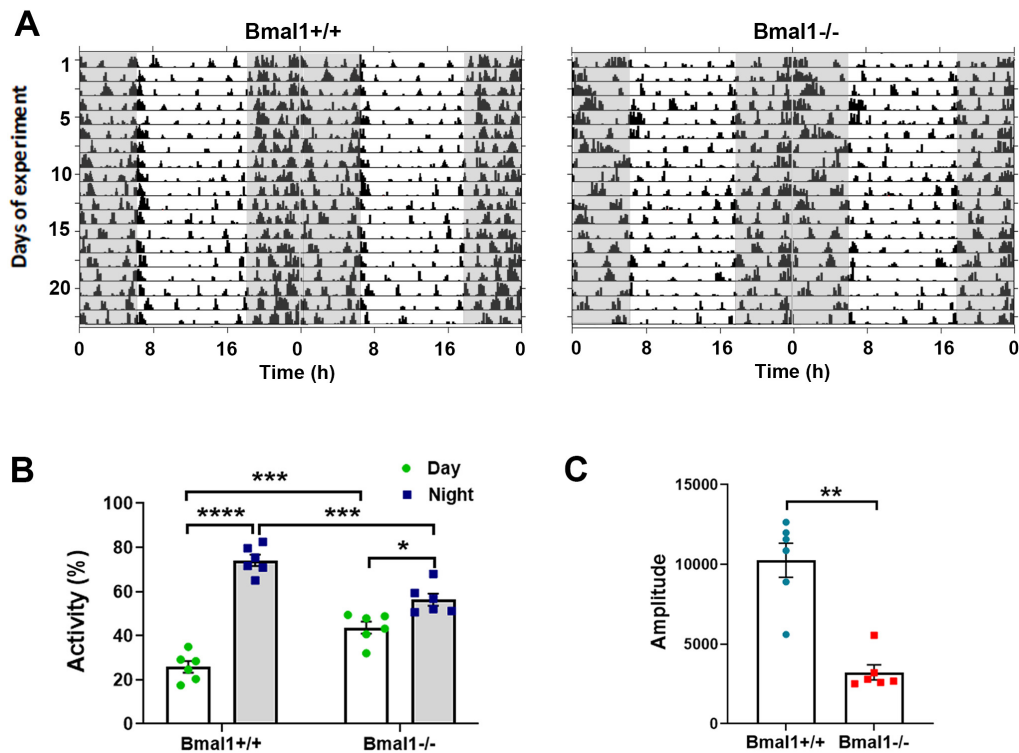 A
Bmal1+/+
Bmal1-/-
Days of experiment
1
5
10
15
20
0 8 16 0 8 16 0
Time (h)
0 8 16 0 8 16 0
Time (h)
B
Day
Night
***
**** ***
*
Activity (%)
100
80
60
40
20
0
Bmal1+/+ Bmal1-/-
C
**
Amplitude
15000
10000
5000
0
Bmal1+/+ Bmal1-/-